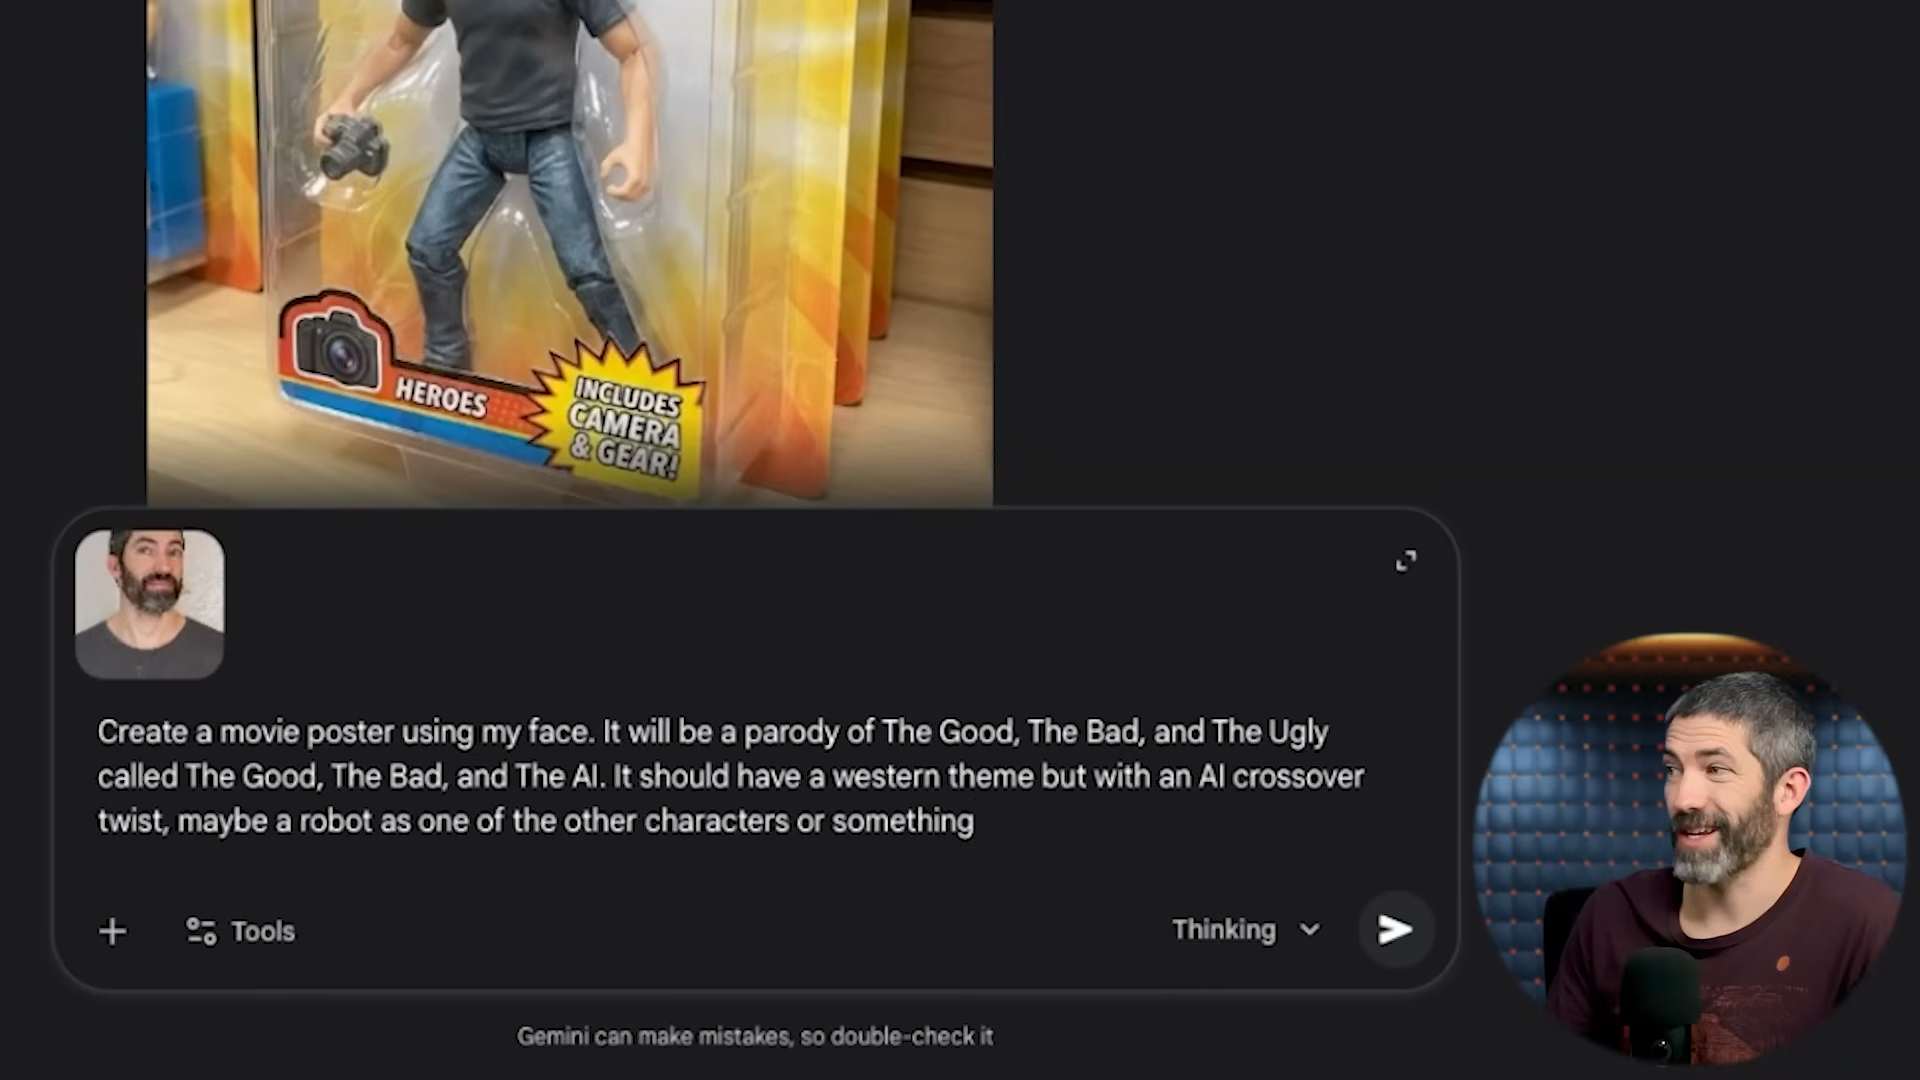 HEROES
INCLUDES
CAMERA
& GEAR!
Create a movie poster using my face. It will be a parody of The Good, The Bad, and The Ugly
called The Good, The Bad, and The AI. It should have a western theme but with an AI crossover
twist, maybe a robot as one of the other characters or something
Tools
Thinking
Gemini can make mistakes, so double-check it